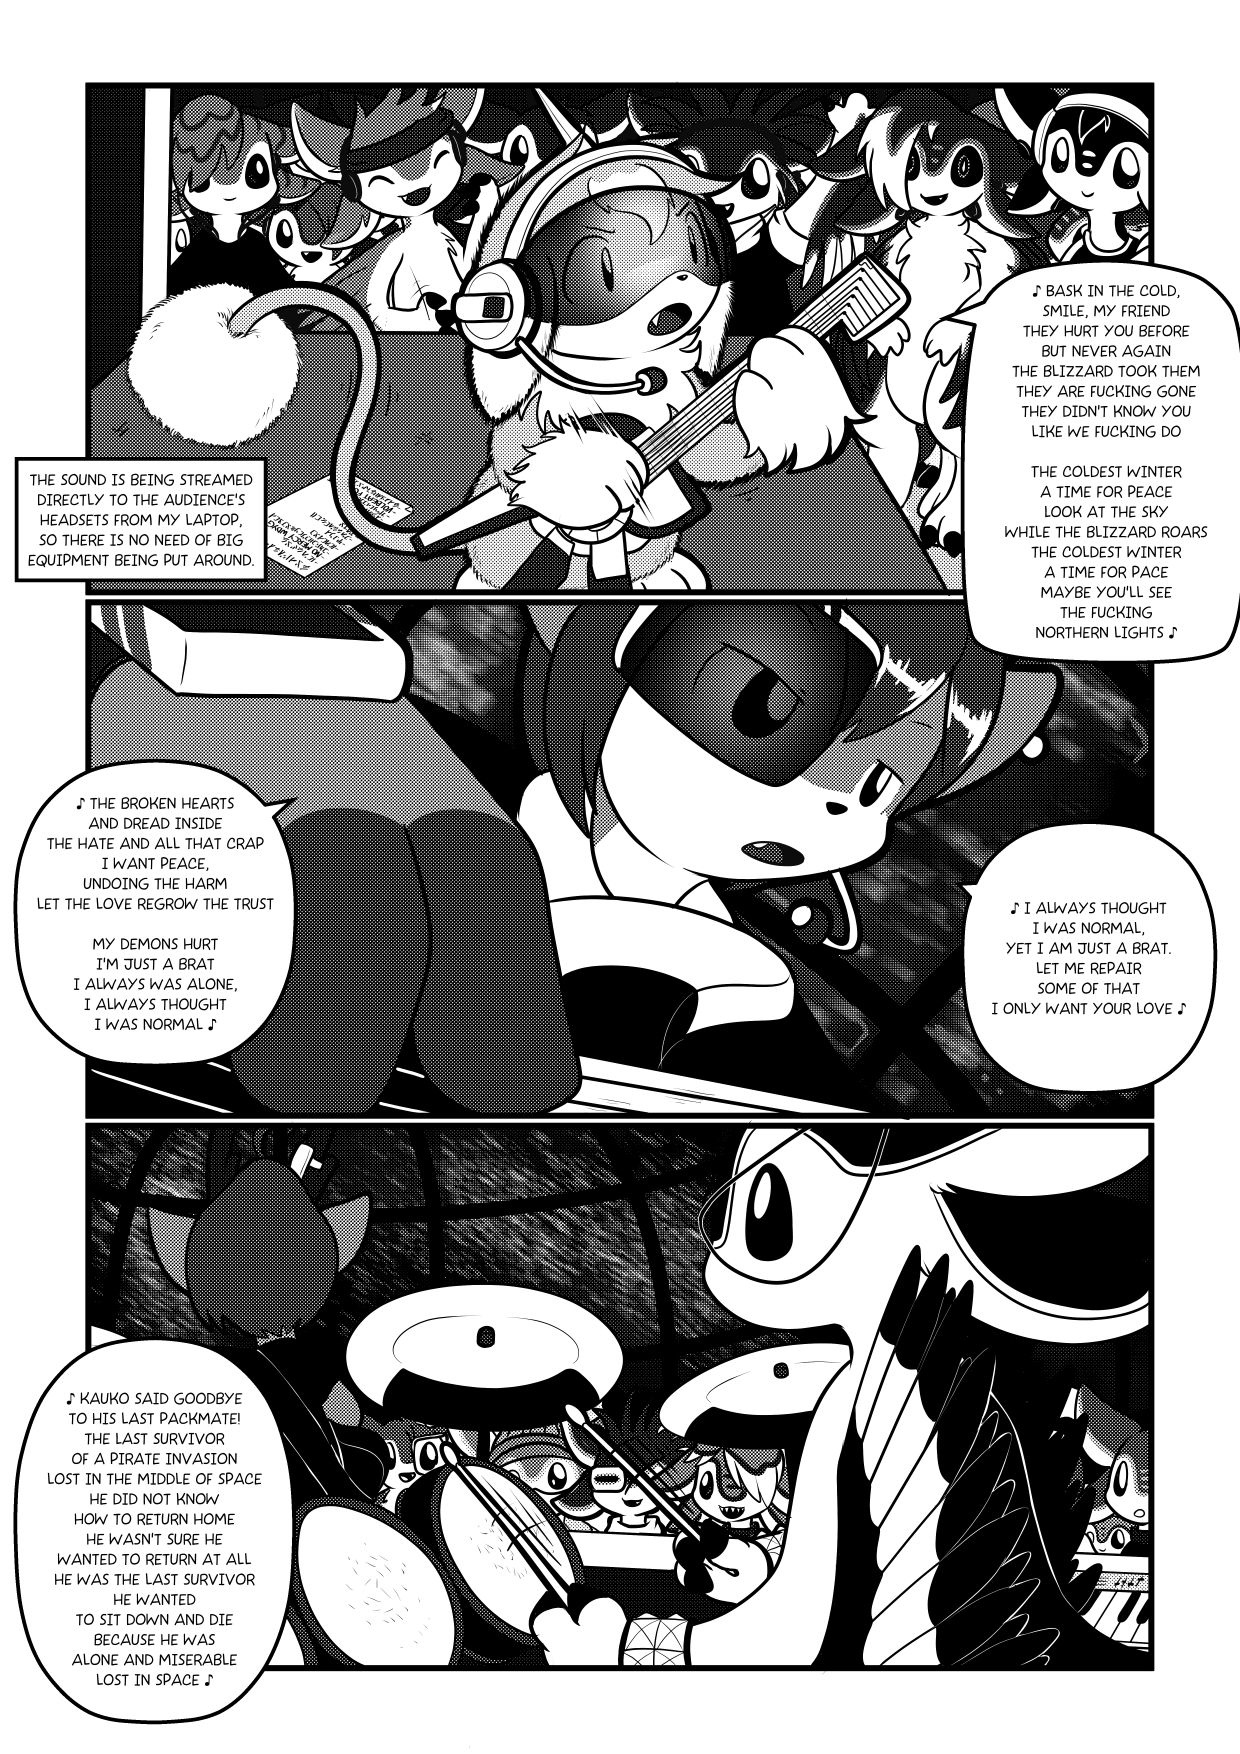 ♪ BASK IN THE COLD,
SMILE, MY FRIEND
THEY HURT YOU BEFORE
BUT NEVER AGAIN
THE BLIZZARD TOOK THEM
THEY ARE FUCKING GONE
THEY DIDN'T KNOW YOU
LIKE WE FUCKING DO
THE COLDEST WINTER
A TIME FOR PEACE
LOOK AT THE SKY
WHILE THE BLIZZARD ROARS
THE COLDEST WINTER
A TIME FOR PACE
MAYBE YOU'LL SEE
THE FUCKING
NORTHERN LIGHTS ♪
THE SOUND IS BEING STREAMED
DIRECTLY TO THE AUDIENCE'S
HEADSETS FROM MY LAPTOP,
SO THERE IS NO NEED OF BIG
EQUIPMENT BEING PUT AROUND.
♪ THE BROKEN HEARTS
AND DREAD INSIDE
THE HATE AND ALL THAT CRAP
I WANT PEACE,
UNDOING THE HARM
LET THE LOVE REGROW THE TRUST
MY DEMONS HURT
I'M JUST A BRAT
I ALWAYS WAS ALONE,
I ALWAYS THOUGHT
I WAS NORMAL ♪
♪ I ALWAYS THOUGHT
I WAS NORMAL,
YET I AM JUST A BRAT.
LET ME REPAIR
SOME OF THAT
I ONLY WANT YOUR LOVE ♪
♪ KAUKO SAID GOODBYE
TO HIS LAST PACKMATE!
THE LAST SURVIVOR
OF A PIRATE INVASION
LOST IN THE MIDDLE OF SPACE
HE DID NOT KNOW
HOW TO RETURN HOME
HE WASN'T SURE HE
WANTED TO RETURN AT ALL
HE WAS THE LAST SURVIVOR
HE WANTED
TO SIT DOWN AND DIE
BECAUSE HE WAS
ALONE AND MISERABLE
LOST IN SPACE ♪